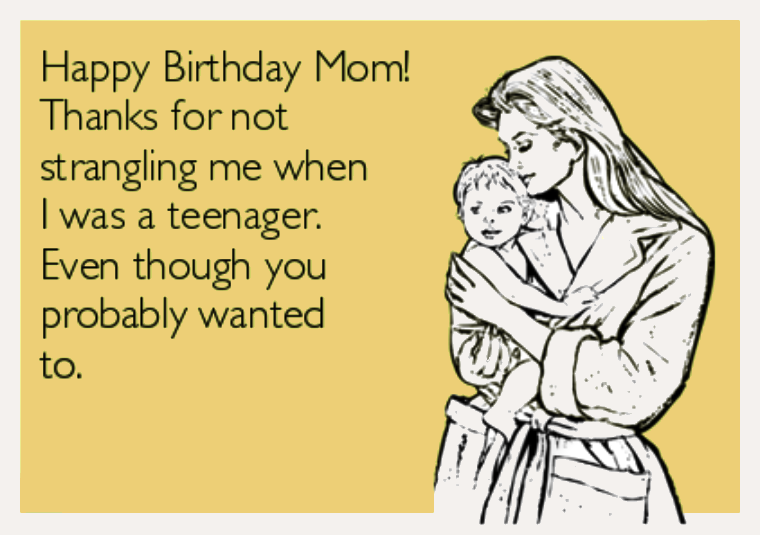 Happy Birthday Mom!
Thanks for not
strangling me when
I was a teenager.
Even though you
probably wanted
to.